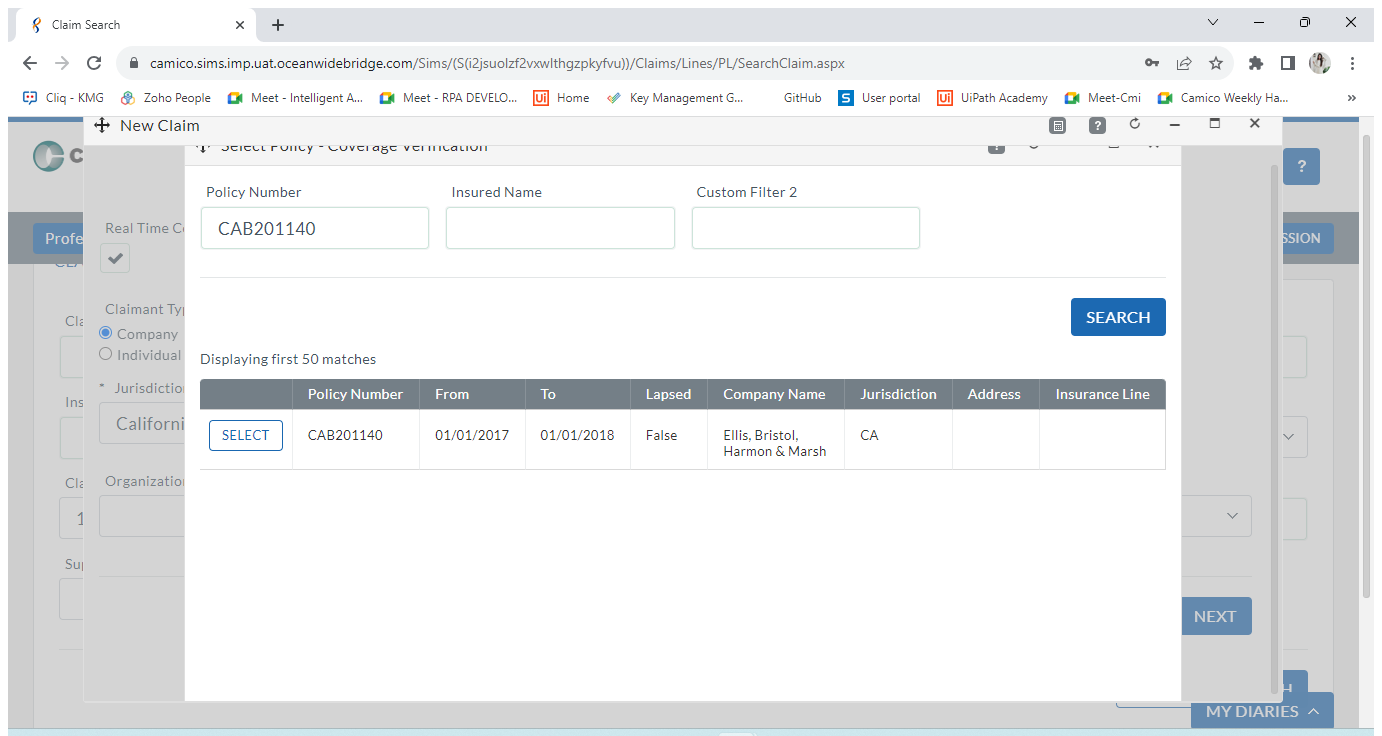 Claim Search
camico.sims.imp.uat.oceanwidebridge.com/Sims/(S(i2jsuolzf2vxwlthgzpkyfvu))/Claims/Lines/PL/SearchClaim.aspx
Cliq - KMG Zoho People Meet - Intelligent A... Meet - RPA DEVELO... Home Key Management G... GitHub User portal UiPath Academy Meet-Cmi Camico Weekly Ha... »
New Claim
Select Policy - Coverage Verification
Policy Number Insured Name Custom Filter 2
CAB201140
Real Time C
Profe
SSION
Claimant Typ
Company
Individual
* Jurisdiction
Californi
Organization
Cla
Ins
Cla
1
Sup
SEARCH
Displaying first 50 matches
Policy Number From To Lapsed Company Name Jurisdiction Address Insurance Line
SELECT CAB201140 01/01/2017 01/01/2018 False Ellis, Bristol, CA
Harmon & Marsh
NEXT
H
MY DIARIES